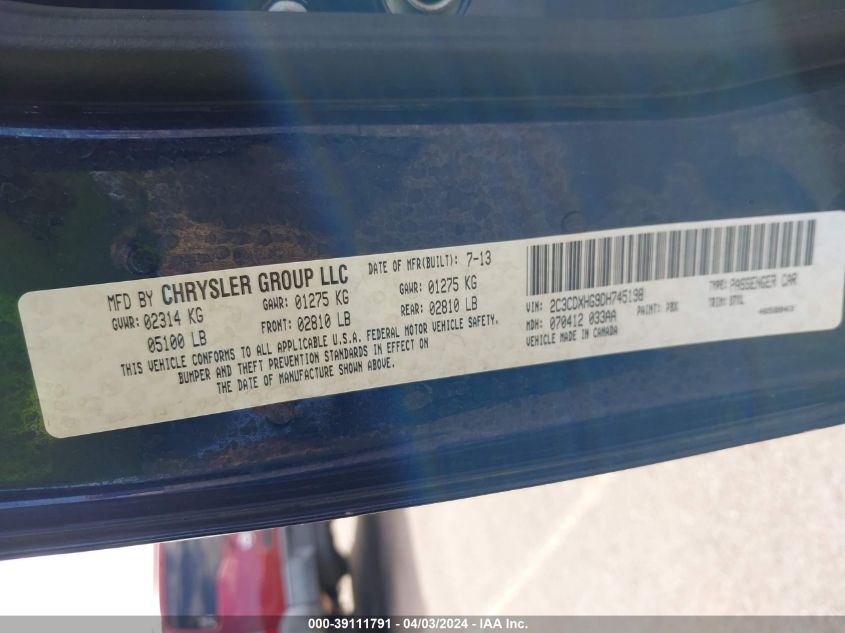 MFD BY CHRYSLER GROUP LLC DATE OF MFR(BUILT): 7-13
GVWR: 02314 KG GAWR: 01275 KG GAWR: 01275 KG
05100 LB FRONT: 02810 LB REAR: 02810 LB
THIS VEHICLE CONFORMS TO ALL APPLICABLE U.S.A. FEDERAL MOTOR VEHICLE SAFETY,
BUMPER AND THEFT PREVENTION STANDARDS IN EFFECT ON
THE DATE OF MANUFACTURE SHOWN ABOVE.
VIN: 2C3CDXHG9DH745198 TYPE: PASSENGER CAR
MDH: 070412 033AA PAINT: PBX TRIM:
VEHICLE MADE IN CANADA
000-39111791 - 04/03/2024 - IAA Inc.